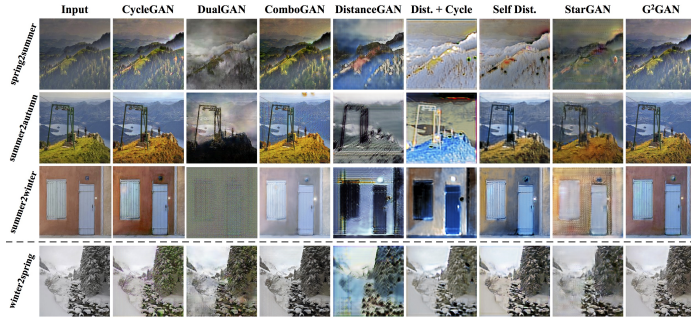 Input CycleGAN DualGAN ComboGAN DistanceGAN Dist. + Cycle Self Dist. StarGAN G²GAN
spring2summer
summer2autumn
summer2winter
winter2spring